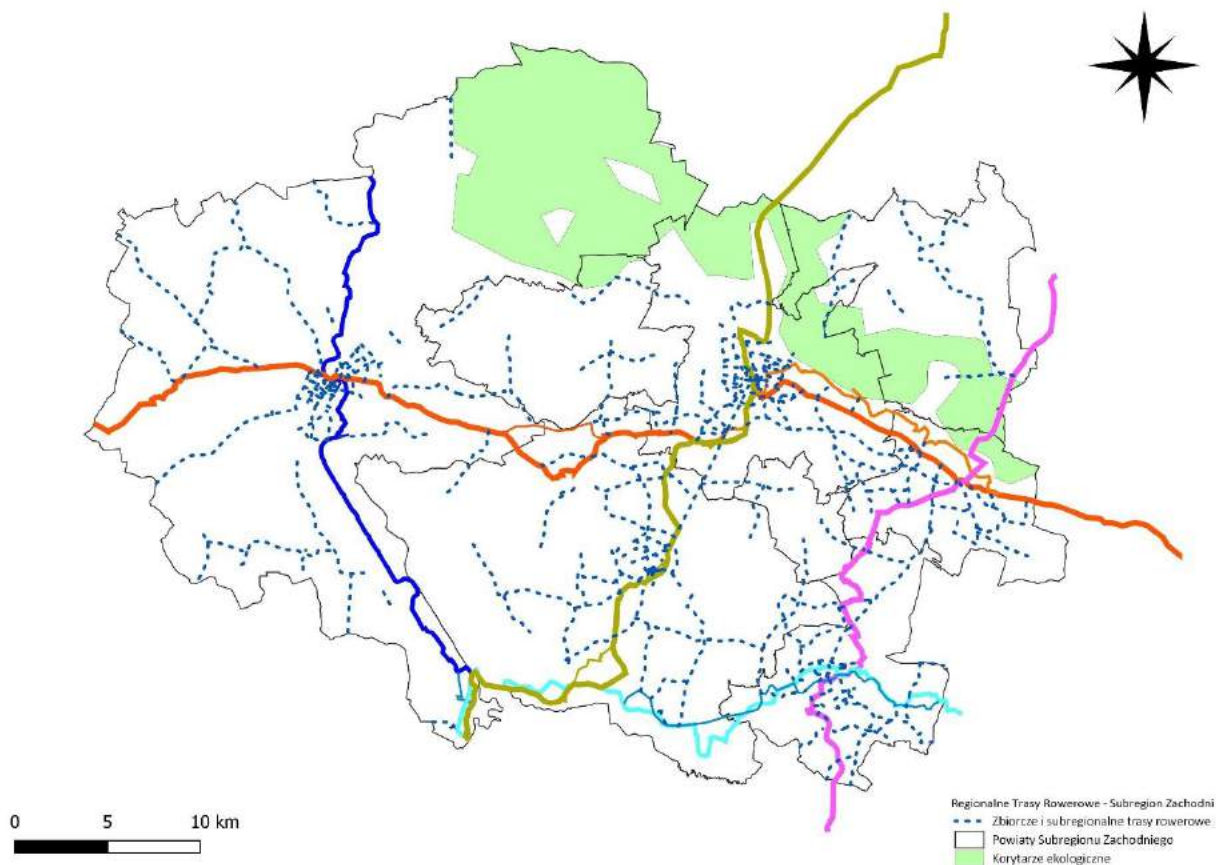 0 5 10 km
Regionalne Trasy Rowerowe - Subregion Zachodni
Zbiorcze i subregionalne trasy rowerowe
Powiaty Subregionu Zachodniego
Korytarze ekologiczne